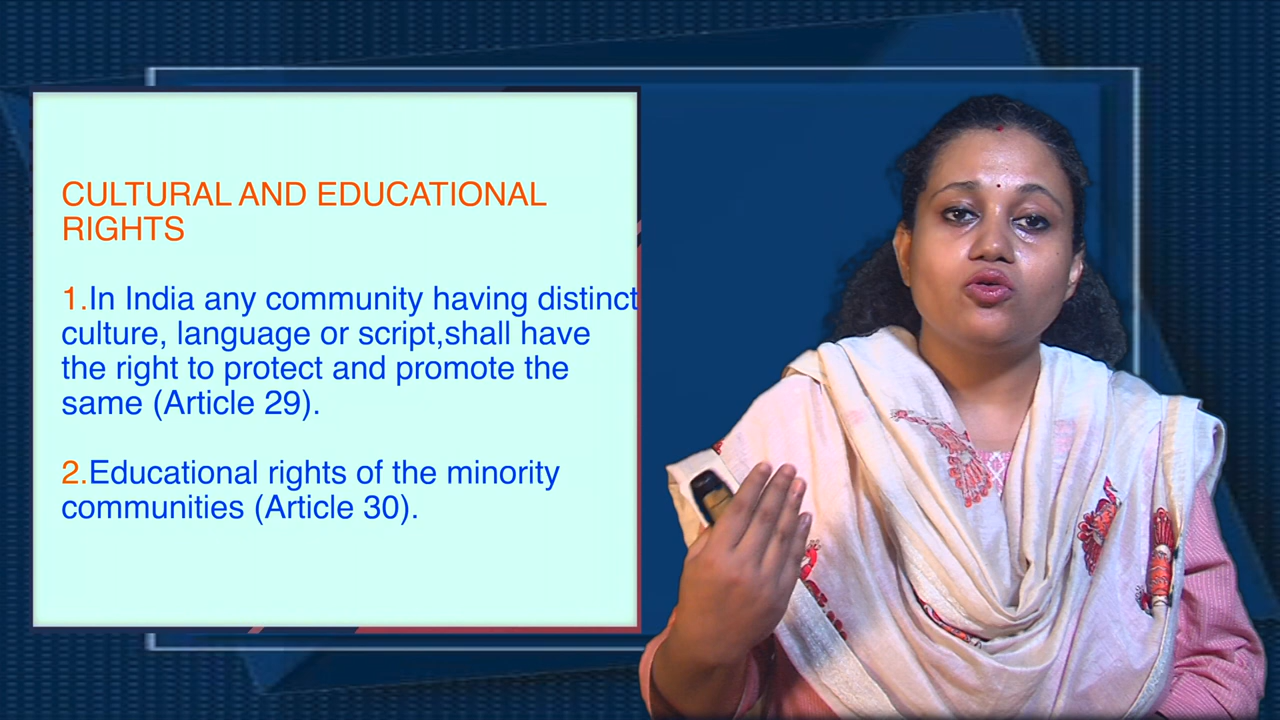 CULTURAL AND EDUCATIONAL
RIGHTS
1.In India any community having distinct
culture, language or script,shall have
the right to protect and promote the
same (Article 29).
2.Educational rights of the minority
communities (Article 30).